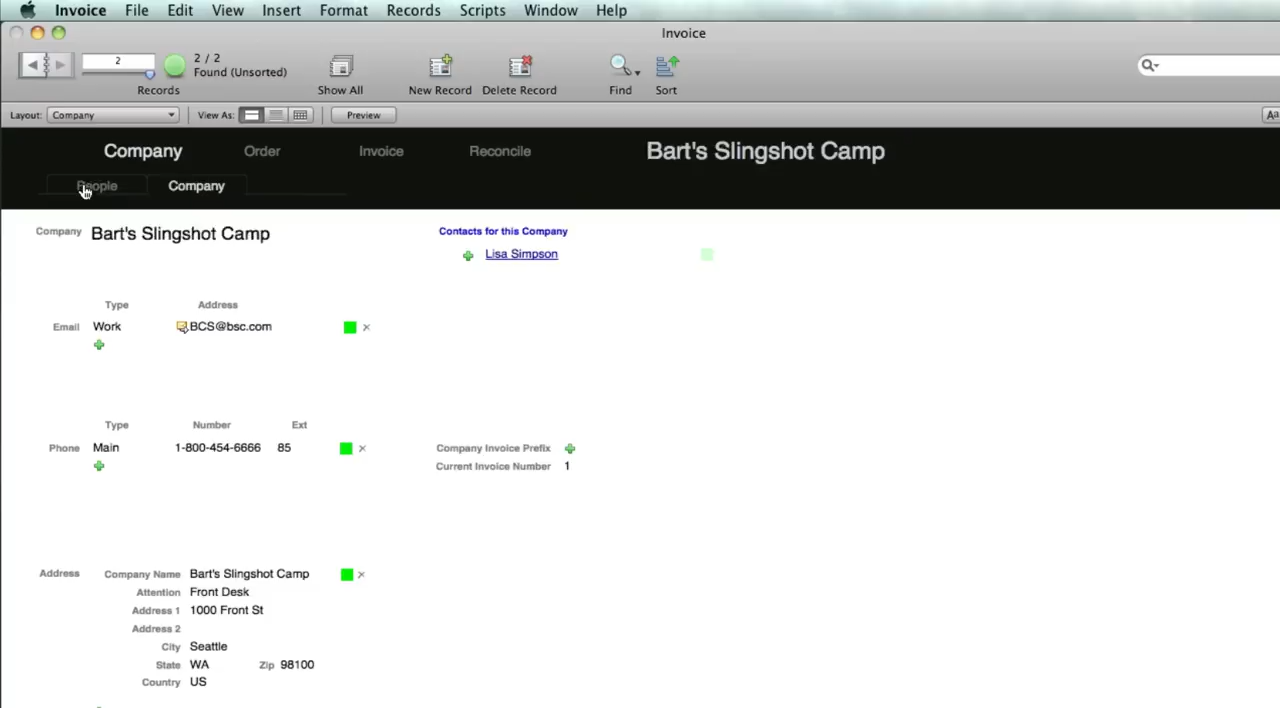 Invoice File Edit View Insert Format Records Scripts Window Help
Invoice
2 2 / 2
Found (Unsorted)
Records Show All New Record Delete Record Find Sort
Layout: Company View As: Preview Aa
Company Order Invoice Reconcile Bart's Slingshot Camp
People Company
Company Bart's Slingshot Camp Contacts for this Company
Lisa Simpson
Type Address
Email Work BCS@bsc.com
Type Number Ext
Phone Main 1-800-454-6666 85 Company Invoice Prefix
Current Invoice Number 1
Address Company Name Bart's Slingshot Camp
Attention Front Desk
Address 1 1000 Front St
Address 2
City Seattle
State WA Zip 98100
Country US